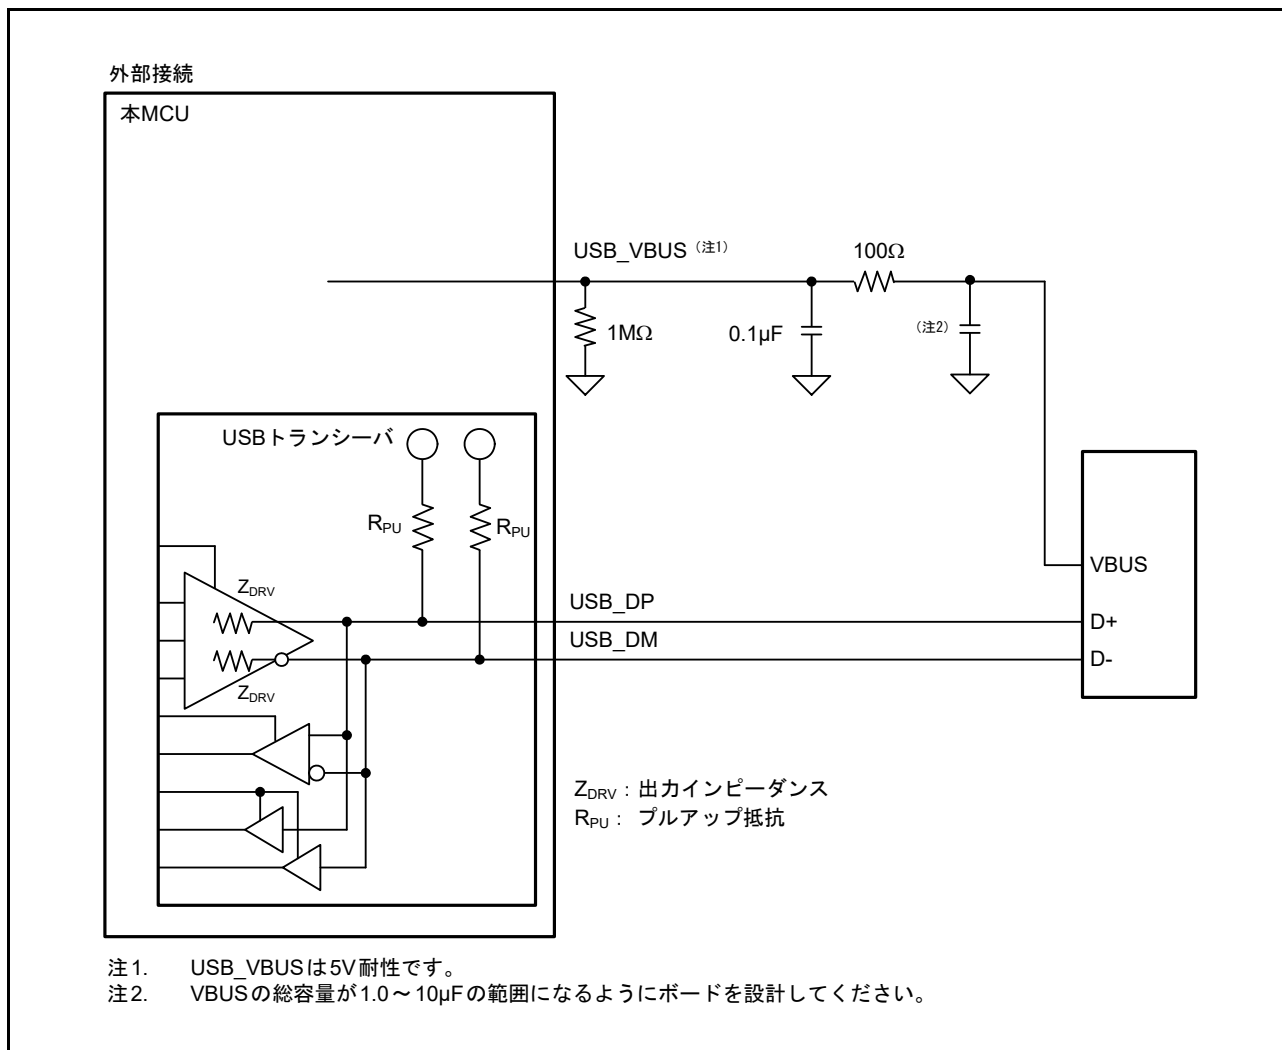 外部接続
本MCU
USB_VBUS（注1）
100Ω
1MΩ
0.1µF
（注2）
USBトランシーバ
RPU
RPU
ZDRV
ZDRV
USB_DP
USB_DM
VBUS
D+
D-
ZDRV：出力インピーダンス
RPU：プルアップ抵抗
注1. USB_VBUSは5V耐性です。
注2. VBUSの総容量が1.0～10µFの範囲になるようにボードを設計してください。